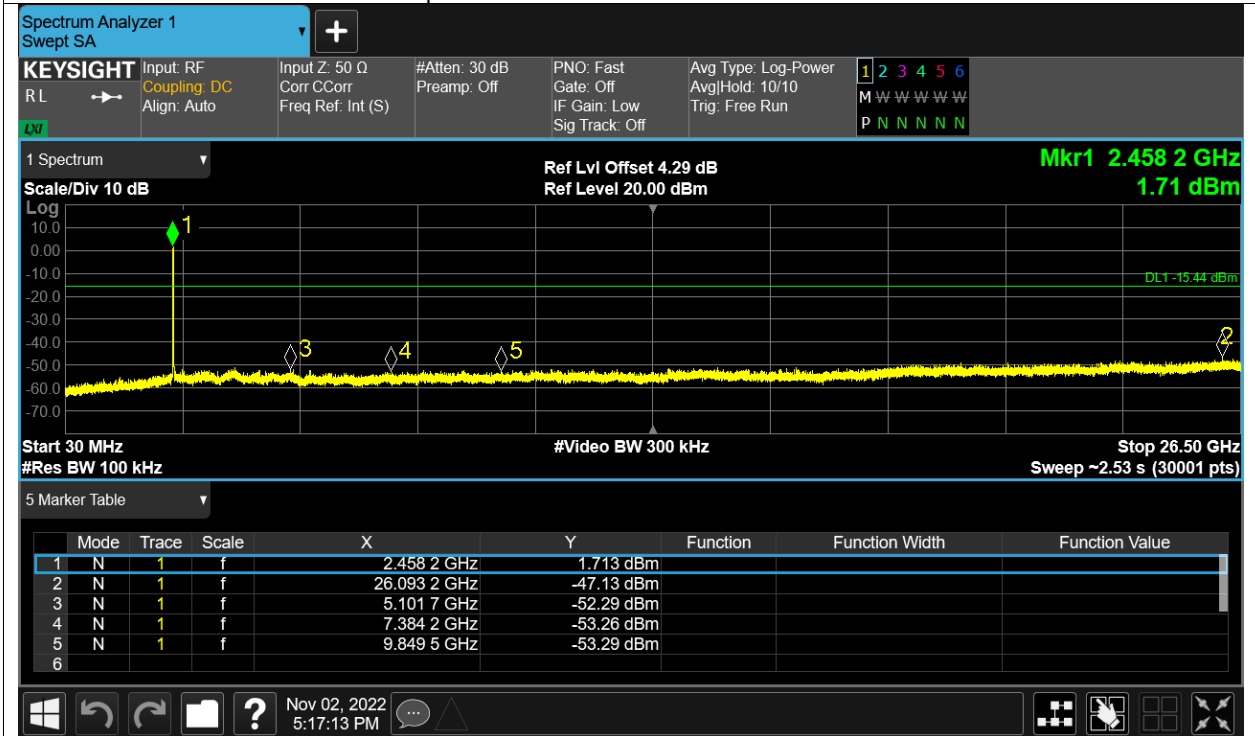 Spectrum Analyzer 1
Swept SA
+
KEYSIGHT Input: RF Input Z: 50 Ω #Atten: 30 dB PNO: Fast Avg Type: Log-Power 1 2 3 4 5 6
R L Coupling: DC Corr CCorr Preamp: Off Gate: Off Avg|Hold: 10/10 M W W W W W
Align: Auto Freq Ref: Int (S) IF Gain: Low Trig: Free Run
LXI Sig Track: Off P N N N N N
1 Spectrum Ref Lvl Offset 4.29 dB Mkr1 2.458 2 GHz
Scale/Div 10 dB Ref Level 20.00 dBm 1.71 dBm
Log
10.0 1
0.00
-10.0 DL1 -15.44 dBm
-20.0
-30.0
-40.0 3 4 5 2
-50.0
-60.0
-70.0
Start 30 MHz #Video BW 300 kHz Stop 26.50 GHz
#Res BW 100 kHz Sweep ~2.53 s (30001 pts)
5 Marker Table
Mode Trace Scale X Y Function Function Width Function Value
1 N 1 f 2.458 2 GHz 1.713 dBm
2 N 1 f 26.093 2 GHz -47.13 dBm
3 N 1 f 5.101 7 GHz -52.29 dBm
4 N 1 f 7.384 2 GHz -53.26 dBm
5 N 1 f 9.849 5 GHz -53.29 dBm
6
? Nov 02, 2022
5:17:13 PM